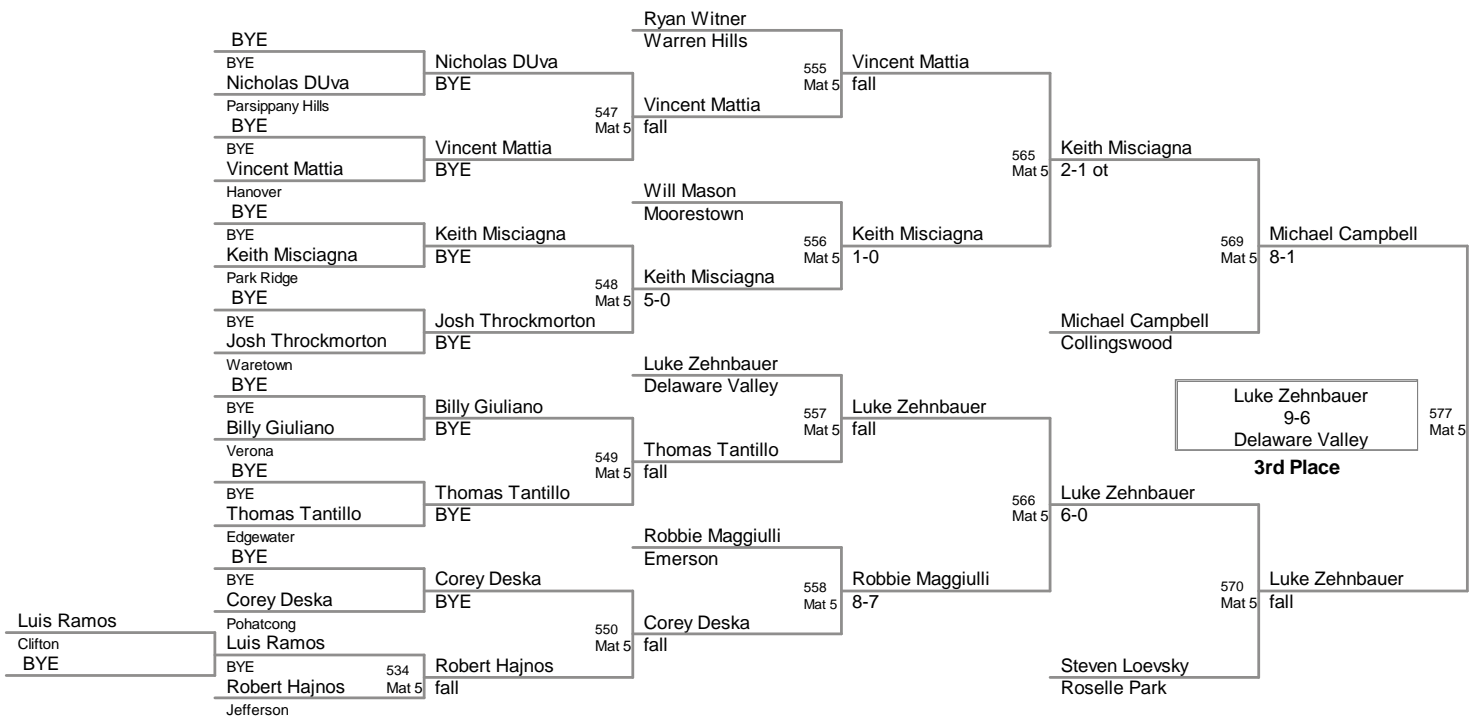 Luis Ramos
Clifton
BYE
BYE
BYE
Nicholas DUva
Parsippany Hills
BYE
BYE
Vincent Mattia
Hanover
BYE
BYE
Keith Misciagna
Park Ridge
BYE
BYE
Josh Throckmorton
Waretown
BYE
BYE
Billy Giuliano
Verona
BYE
BYE
Thomas Tantillo
Edgewater
BYE
BYE
Corey Deska
Pohatcong
Luis Ramos
BYE
Robert Hajnos
Jefferson
534
Mat 5
Nicholas DUva
BYE
Vincent Mattia
BYE
Keith Misciagna
BYE
Josh Throckmorton
BYE
Billy Giuliano
BYE
Thomas Tantillo
BYE
Corey Deska
BYE
Robert Hajnos
fall
547
Mat 5
548
Mat 5
549
Mat 5
550
Mat 5
Ryan Witner
Warren Hills
Vincent Mattia
fall
Will Mason
Moorestown
Keith Misciagna
5-0
Luke Zehnbauer
Delaware Valley
Thomas Tantillo
fall
Robbie Maggiulli
Emerson
Corey Deska
fall
555
Mat 5
556
Mat 5
557
Mat 5
558
Mat 5
Vincent Mattia
fall
Keith Misciagna
1-0
Luke Zehnbauer
fall
Robbie Maggiulli
8-7
565
Mat 5
566
Mat 5
Keith Misciagna
2-1 ot
Michael Campbell
Collingswood
Luke Zehnbauer
6-0
Steven Loevsky
Roselle Park
569
Mat 5
570
Mat 5
Michael Campbell
8-1
Luke Zehnbauer
fall
Luke Zehnbauer
9-6
Delaware Valley
3rd Place
577
Mat 5